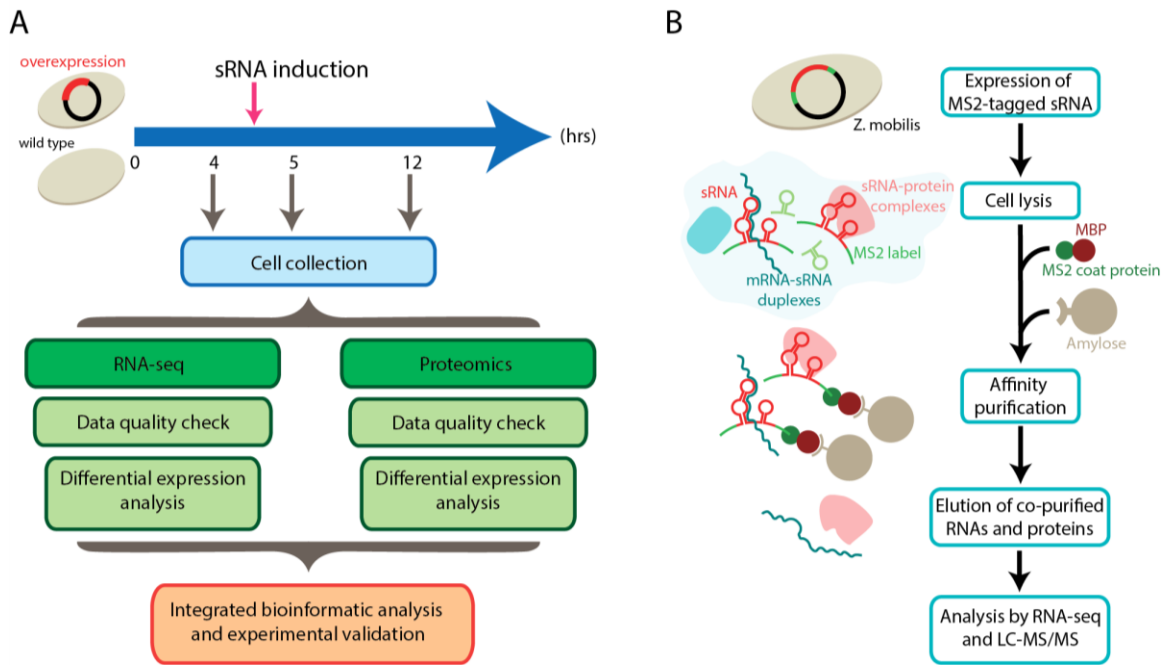 A
overexpression
sRNA induction
wild type
(hrs)
0
4
5
12
Cell collection
RNA-seq
Proteomics
Data quality check
Data quality check
Differential expression
analysis
Differential expression
analysis
Integrated bioinformatic analysis
and experimental validation
B
Z. mobilis
Expression of
MS2-tagged sRNA
sRNA
sRNA-protein
complexes
MS2 label
mRNA-sRNA
duplexes
Cell lysis
MBP
MS2 coat protein
Amylose
Affinity
purification
Elution of co-purified
RNAs and proteins
Analysis by RNA-seq
and LC-MS/MS